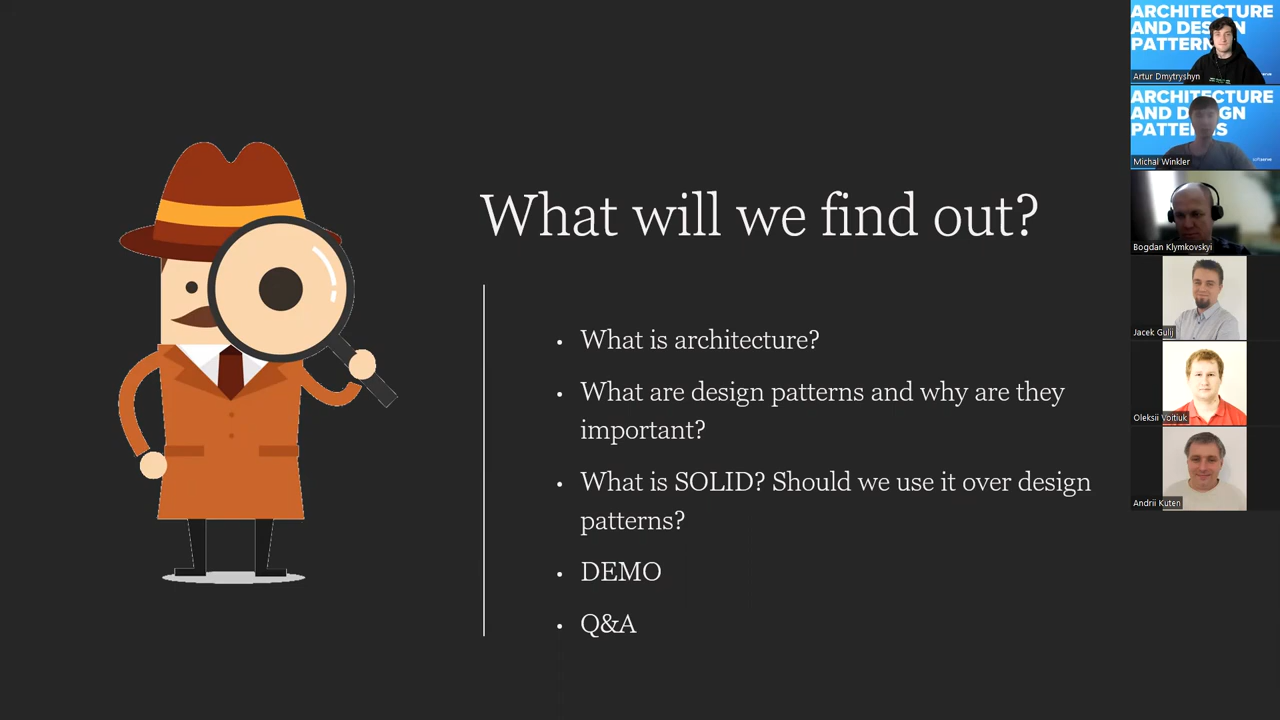 What will we find out?
• What is architecture?
• What are design patterns and why are they
important?
• What is SOLID? Should we use it over design
patterns?
• DEMO
• Q&A
ARCHITECTURE
AND DESIGN
PATTERN
Artur Dmytryshyn
ARCHITECTURE
AND DESIGN
PATTERNS
Michal Winkler
Bogdan Klymkovskyi
Jacek Gulij
Oleksii Voitiuk
Andrii Kuten